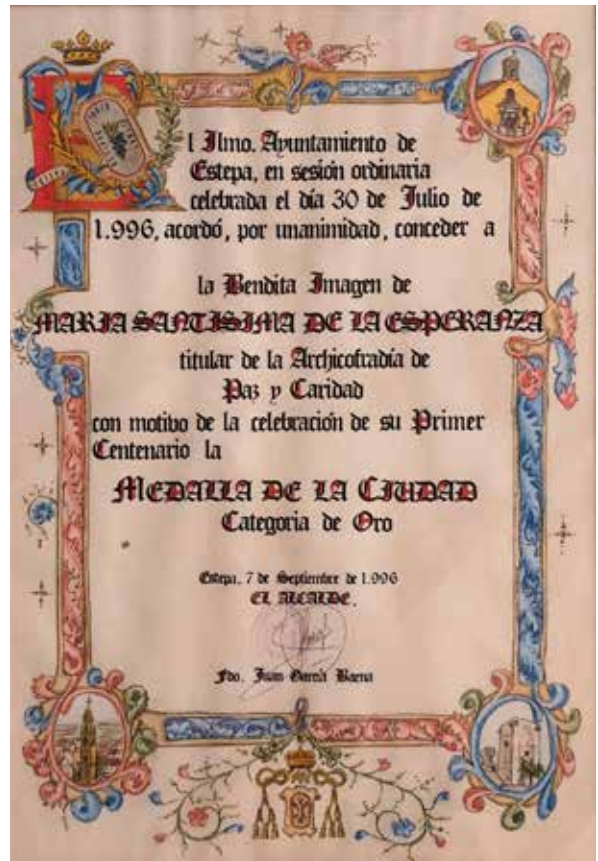 El Ilmo. Ayuntamiento de
Estepa, en sesión ordinaria
celebrada el día 30 de Julio de
1.996, acordó, por unanimidad, conceder a
la Bendita Imagen de
MARIA SANTISIMA DE LA ESPERANZA
titular de la Archicofradía de
Paz y Caridad
con motivo de la celebración de su Primer
Centenario la
MEDALLA DE LA CIUDAD
Categoria de Oro
Estepa, 7 de Septiembre de 1.996
EL ALCALDE,
Fdo. Juan García Baena